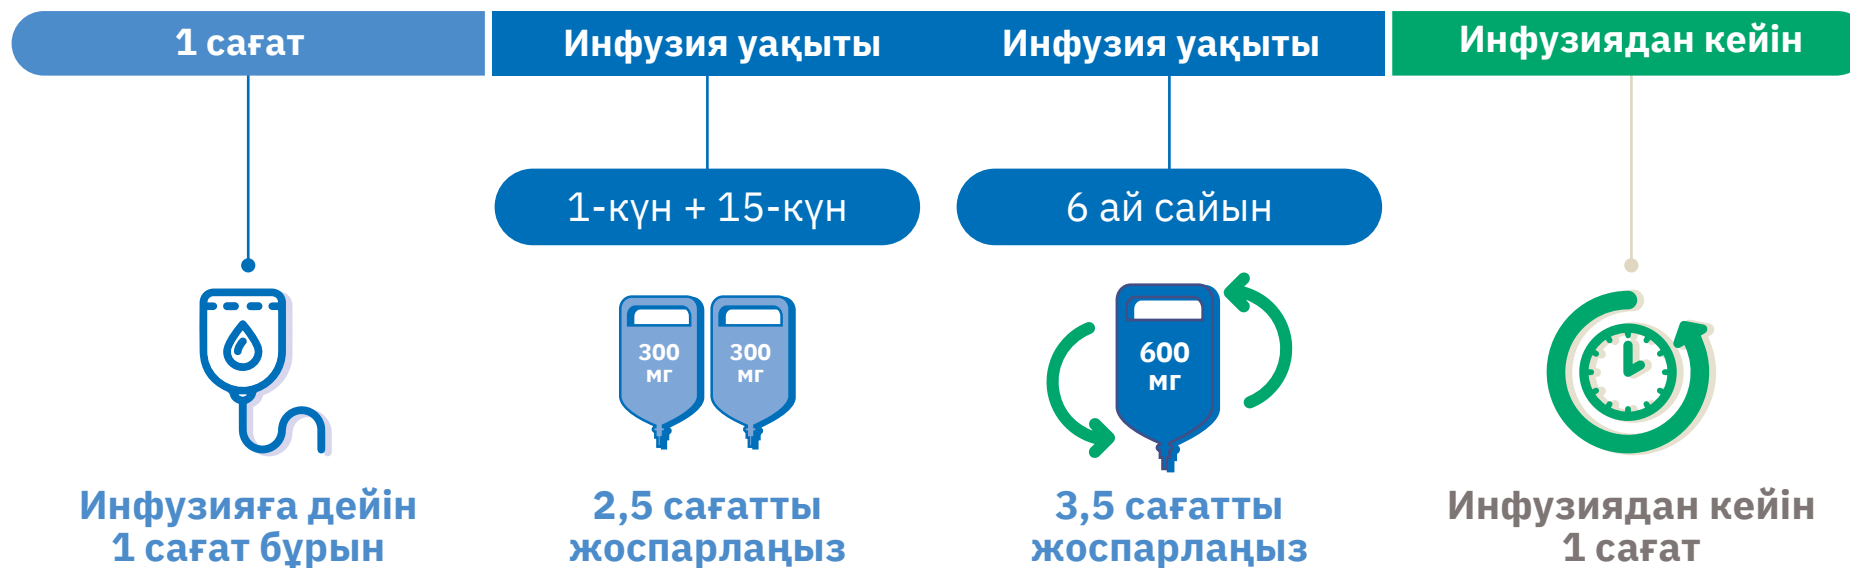 1 сағат
Инфузия уақыты
Инфузия уақыты
Инфузиядан кейін
1-күн + 15-күн
6 ай сайын
300
мг
300
мг
600
мг
Инфузияға дейін
1 сағат бұрын
2,5 сағатты
жоспарлаңыз
3,5 сағатты
жоспарлаңыз
Инфузиядан кейін
1 сағат